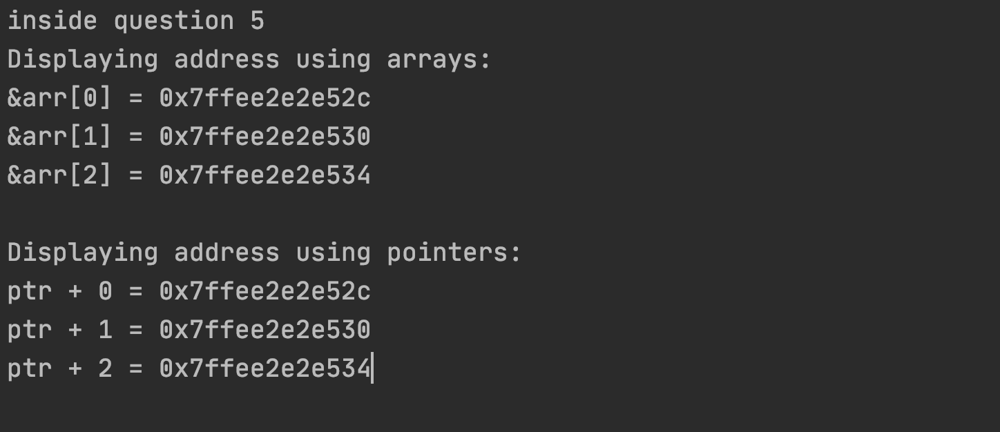 inside question 5
Displaying address using arrays:
&arr[0] = 0x7ffee2e2e52c
&arr[1] = 0x7ffee2e2e530
&arr[2] = 0x7ffee2e2e534
Displaying address using pointers:
ptr + 0 = 0x7ffee2e2e52c
ptr + 1 = 0x7ffee2e2e530
ptr + 2 = 0x7ffee2e2e534